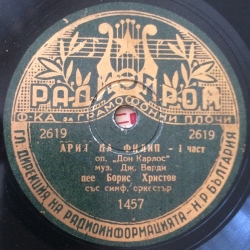 РАДИОПРОМ
Ф-КА ЗА ГРАМОФОННИ ПЛОЧИ
2619 2619
АРИЯ НА ФИЛИП - I част
оп. „Дон Карлос"
муз. Дж. Верди
пее Борис Христов
със симф. оркестър
1457
ГЛ. ДИРЕКЦИЯ НА РАДИОИНФОРМАЦИЯТА - Н.Р. БЪЛГАРИЯ